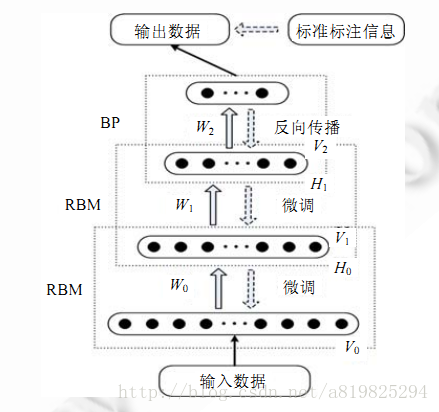 输出数据
标准标注信息
BP
W2
反向传播
V2
H1
RBM
W1
微调
V1
H0
RBM
W0
微调
V0
输入数据
http://blog.csdn.net/a819825294